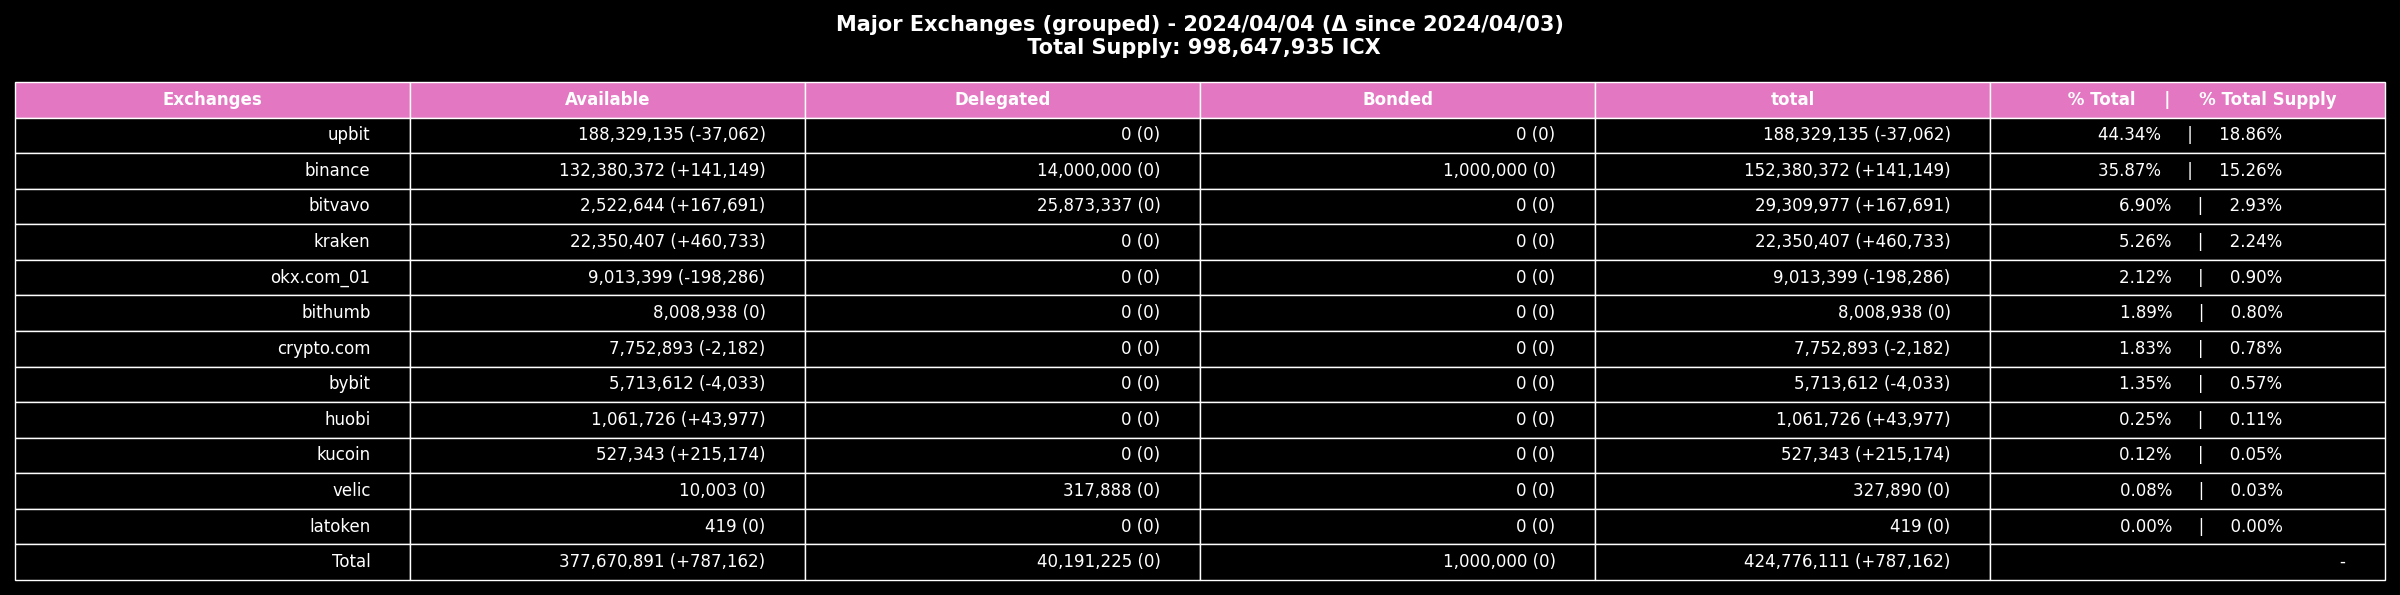 Major Exchanges (grouped) - 2024/04/04 (Δ since 2024/04/03)
Total Supply: 998,647,935 ICX
Exchanges Available Delegated Bonded total % Total | % Total Supply
upbit 188,329,135 (-37,062) 0 (0) 0 (0) 188,329,135 (-37,062) 44.34% | 18.86%
binance 132,380,372 (+141,149) 14,000,000 (0) 1,000,000 (0) 152,380,372 (+141,149) 35.87% | 15.26%
bitvavo 2,522,644 (+167,691) 25,873,337 (0) 0 (0) 29,309,977 (+167,691) 6.90% | 2.93%
kraken 22,350,407 (+460,733) 0 (0) 0 (0) 22,350,407 (+460,733) 5.26% | 2.24%
okx.com_01 9,013,399 (-198,286) 0 (0) 0 (0) 9,013,399 (-198,286) 2.12% | 0.90%
bithumb 8,008,938 (0) 0 (0) 0 (0) 8,008,938 (0) 1.89% | 0.80%
crypto.com 7,752,893 (-2,182) 0 (0) 0 (0) 7,752,893 (-2,182) 1.83% | 0.78%
bybit 5,713,612 (-4,033) 0 (0) 0 (0) 5,713,612 (-4,033) 1.35% | 0.57%
huobi 1,061,726 (+43,977) 0 (0) 0 (0) 1,061,726 (+43,977) 0.25% | 0.11%
kucoin 527,343 (+215,174) 0 (0) 0 (0) 527,343 (+215,174) 0.12% | 0.05%
velic 10,003 (0) 317,888 (0) 0 (0) 327,890 (0) 0.08% | 0.03%
latoken 419 (0) 0 (0) 0 (0) 419 (0) 0.00% | 0.00%
Total 377,670,891 (+787,162) 40,191,225 (0) 1,000,000 (0) 424,776,111 (+787,162) -